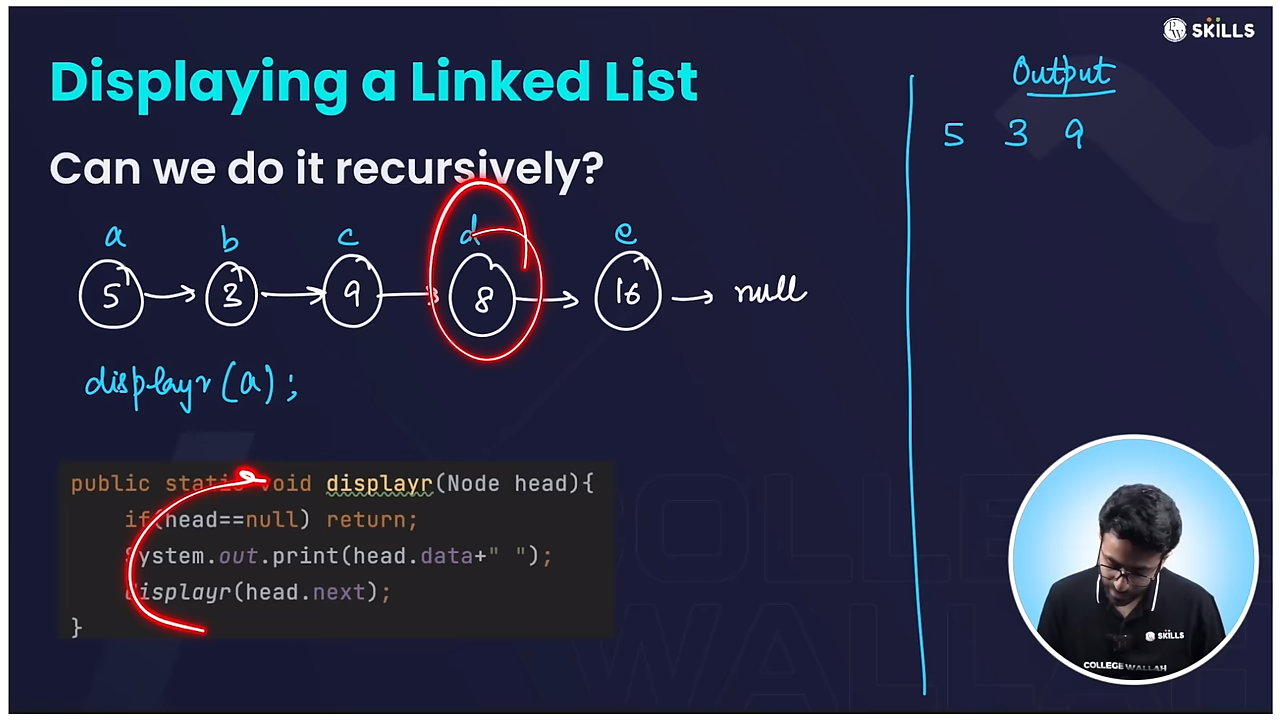 SKILLS
Displaying a Linked List
Output
5 3 9
Can we do it recursively?
a b c d e
5 3 9 8 16 null
displayr(a);
public static void displayr(Node head){
if(head==null) return;
System.out.print(head.data+" ");
displayr(head.next);
}
SKILLS
COLLEGE WALLAH
COLLEGE
WALLAH